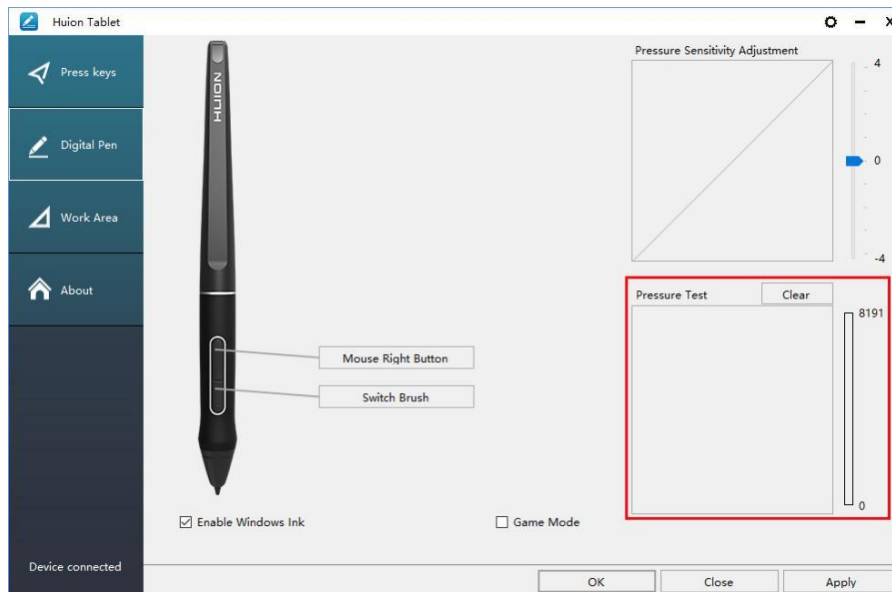 Huion Tablet
Press keys
Digital Pen
Work Area
About
Device connected
HUION
Mouse Right Button
Switch Brush
Enable Windows Ink
Game Mode
Pressure Sensitivity Adjustment
4
0
-4
Pressure Test
Clear
8191
0
OK
Close
Apply